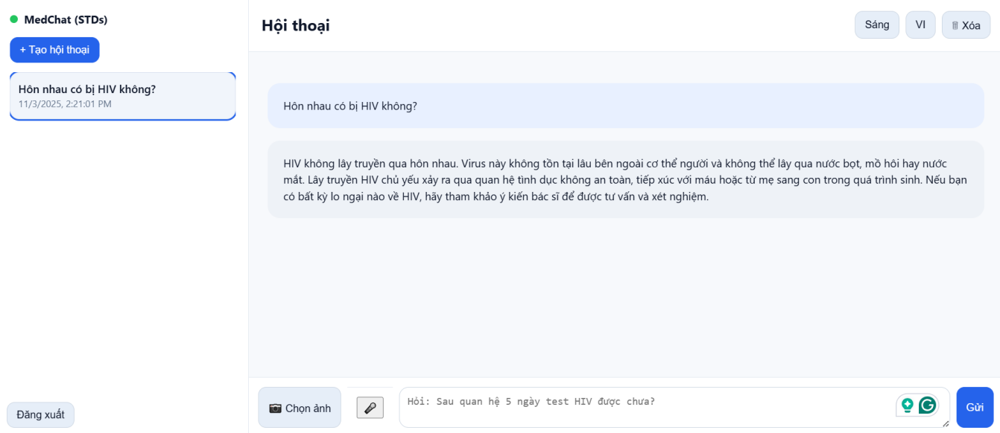 MedChat (STDs)
+ Tạo hội thoại
Hôn nhau có bị HIV không?
11/3/2025, 2:21:01 PM
Đăng xuất
Hội thoại
Sáng
VI
Xóa
Hôn nhau có bị HIV không?
HIV không lây truyền qua hôn nhau. Virus này không tồn tại lâu bên ngoài cơ thể người và không thể lây qua nước bọt, mồ hôi hay nước
mắt. Lây truyền HIV chủ yếu xảy ra qua quan hệ tình dục không an toàn, tiếp xúc với máu hoặc từ mẹ sang con trong quá trình sinh. Nếu bạn
có bất kỳ lo ngại nào về HIV, hãy tham khảo ý kiến bác sĩ để được tư vấn và xét nghiệm.
Chọn ảnh
Hỏi: Sau quan hệ 5 ngày test HIV được chưa?
Gửi